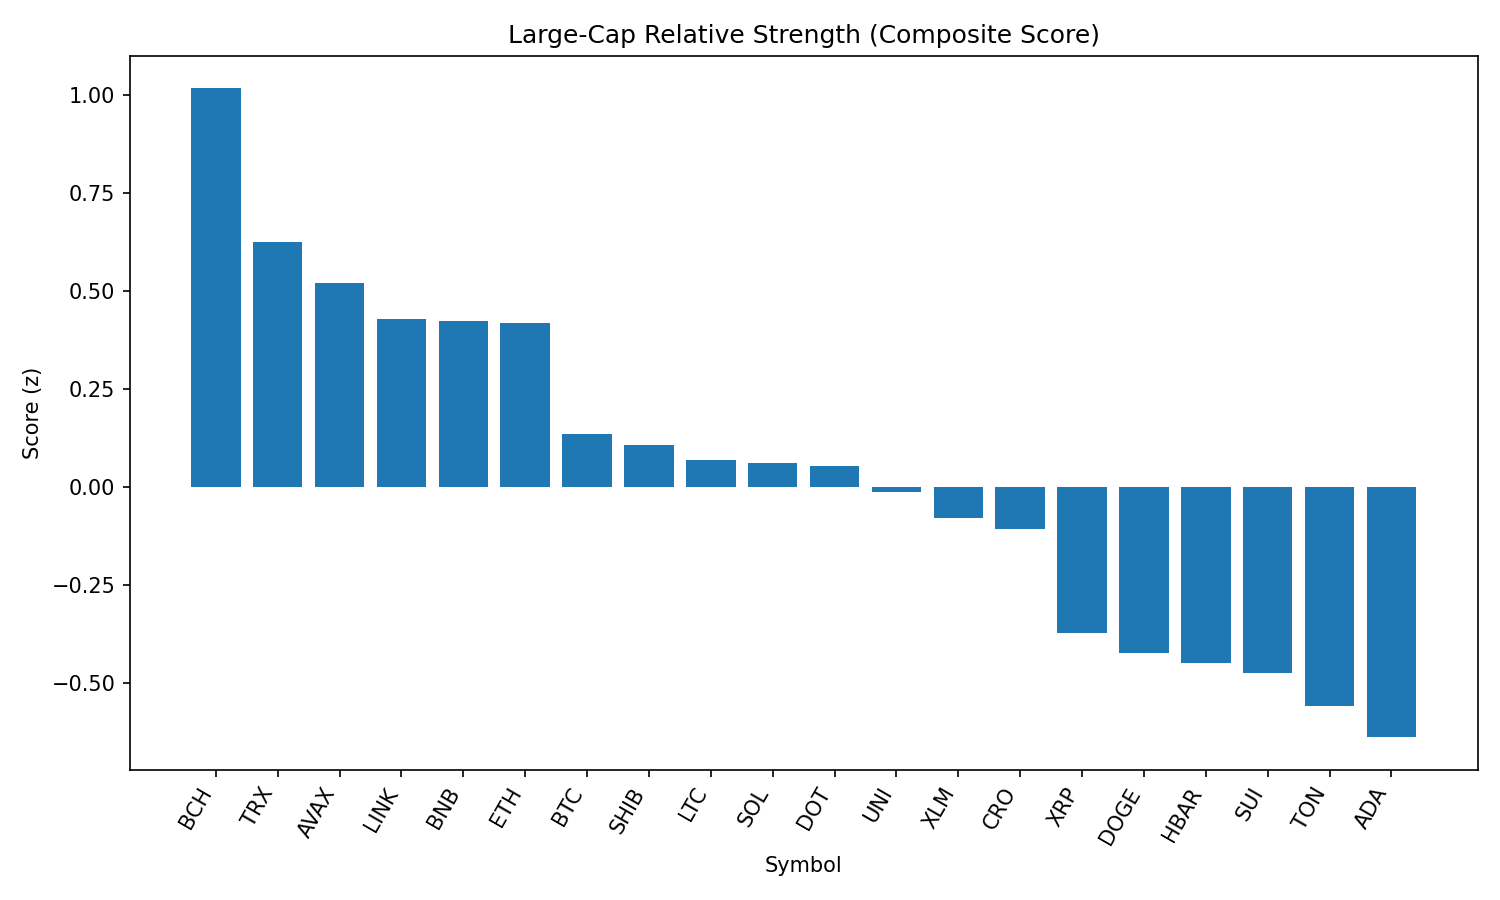 Large-Cap Relative Strength (Composite Score)
1.00
0.75
0.50
0.25
0.00
−0.25
−0.50
Score (z)
BCH
TRX
AVAX
LINK
BNB
ETH
BTC
SHIB
LTC
SOL
DOT
UNI
XLM
CRO
XRP
DOGE
HBAR
SUI
TON
ADA
Symbol